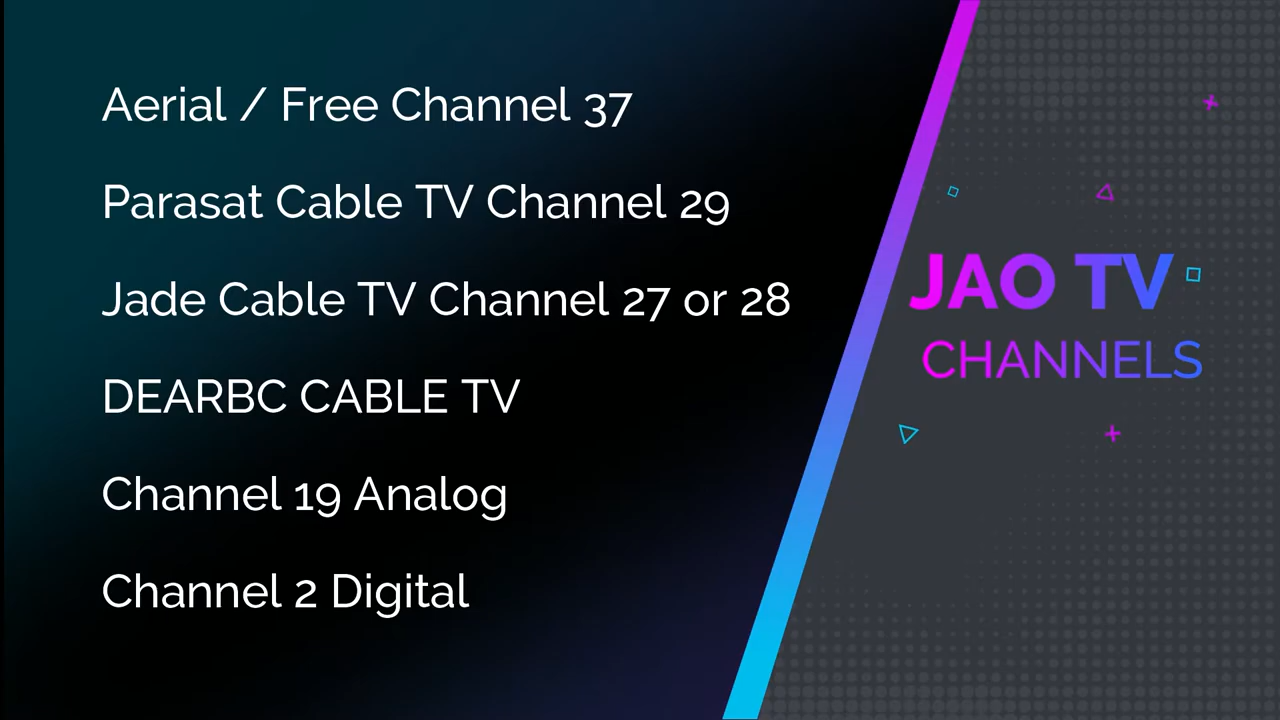 Aerial / Free Channel 37
Parasat Cable TV Channel 29
Jade Cable TV Channel 27 or 28
DEARBC CABLE TV
Channel 19 Analog
Channel 2 Digital
JAO TV
CHANNELS